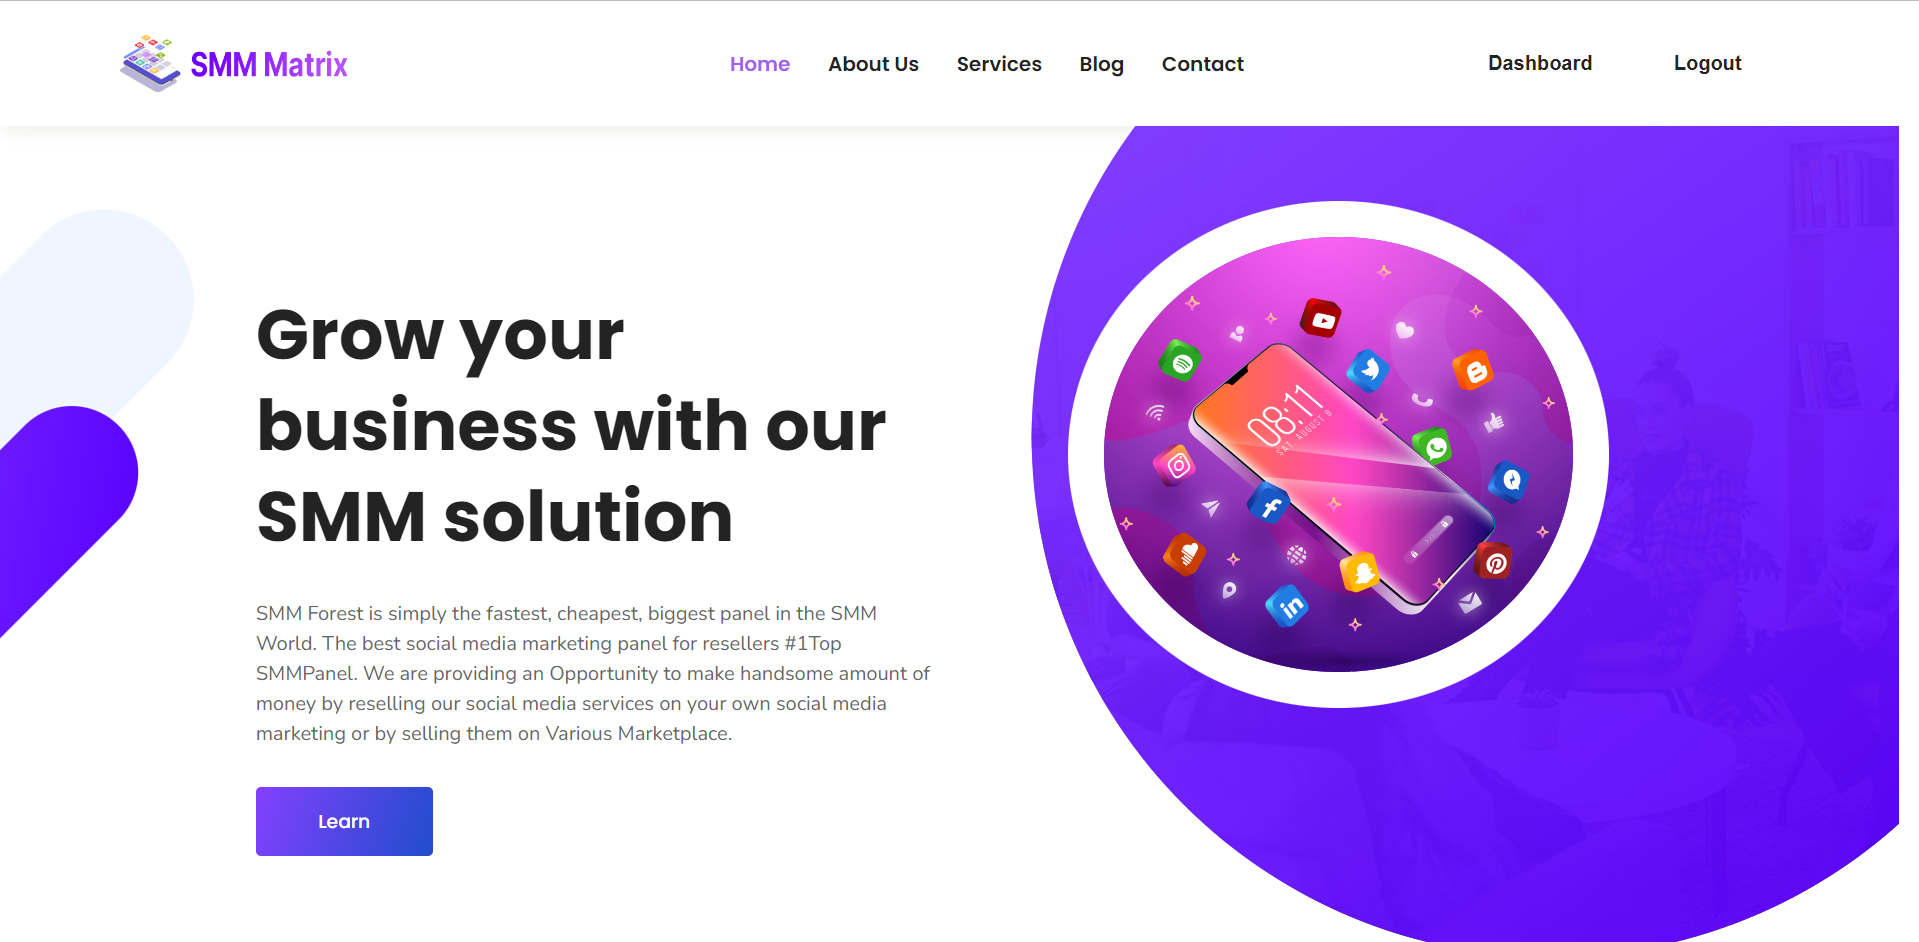 SMM Matrix
Home
About Us
Services
Blog
Contact
Dashboard
Logout
Grow your
business with our
SMM solution
SMM Forest is simply the fastest, cheapest, biggest panel in the SMM
World. The best social media marketing panel for resellers #1Top
SMMPanel. We are providing an Opportunity to make handsome amount of
money by reselling our social media services on your own social media
marketing or by selling them on Various Marketplace.
Learn
08:11
SAT, AUGUST 8
in